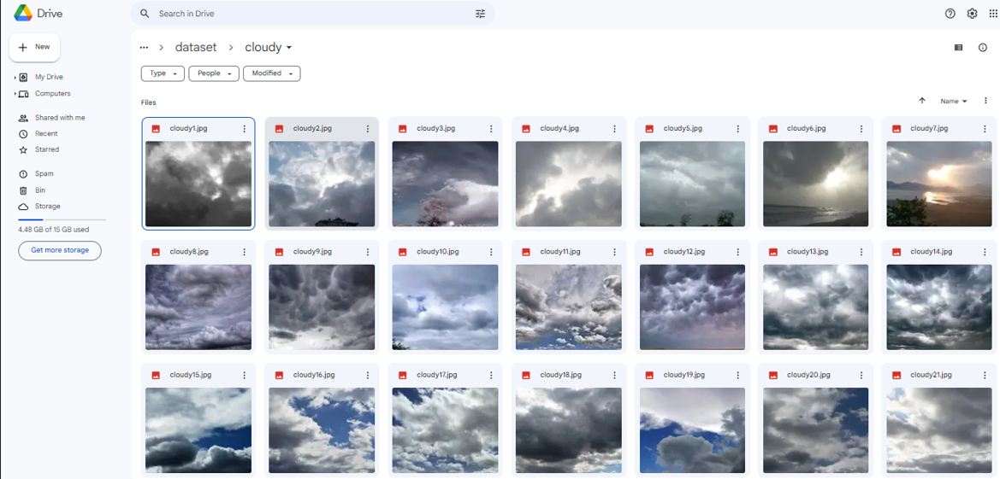 Drive
Search in Drive
New
My Drive
Computers
Shared with me
Recent
Starred
Spam
Bin
Storage
4.48 GB of 15 GB used
Get more storage
... > dataset > cloudy
Type People Modified
Files
Name
cloudy1.jpg cloudy2.jpg cloudy3.jpg cloudy4.jpg cloudy5.jpg cloudy6.jpg cloudy7.jpg
cloudy8.jpg cloudy9.jpg cloudy10.jpg cloudy11.jpg cloudy12.jpg cloudy13.jpg cloudy14.jpg
cloudy15.jpg cloudy16.jpg cloudy17.jpg cloudy18.jpg cloudy19.jpg cloudy20.jpg cloudy21.jpg